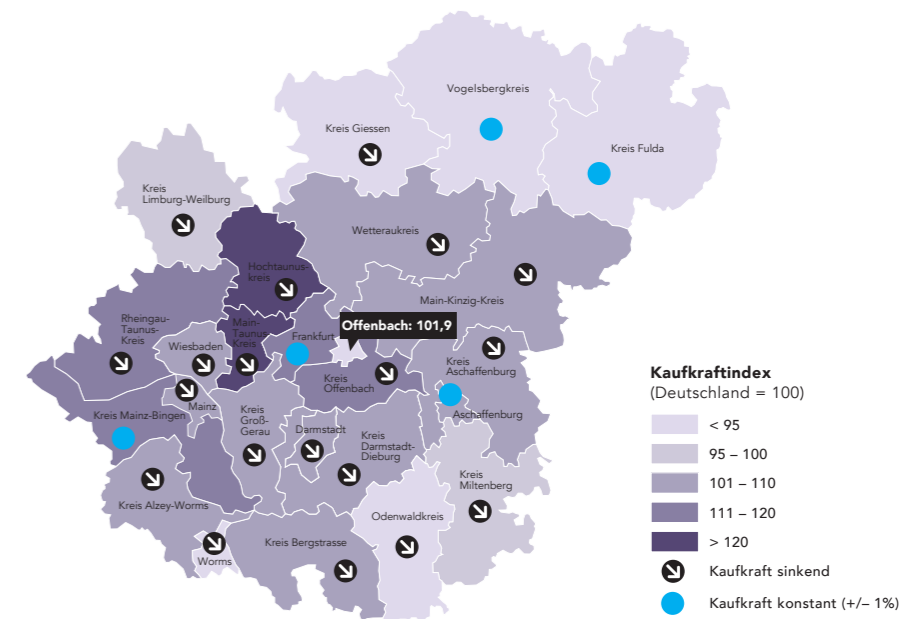 Vogelsbergkreis
Kreis Giessen
Kreis Fulda
Kreis
Limburg-Weilburg
Wetteraukreis
Hochtaunus-
kreis
Main-Kinzig-Kreis
Rheingau-
Taunus-
Kreis
Main-
Taunus-
Kreis
Wiesbaden
Frankfurt
Offenbach: 101,9
Kreis
Aschaffenburg
Kreis
Offenbach
Mainz
Kreis Mainz-Bingen
Kreis
Groß-
Gerau
Aschaffenburg
Darmstadt
Kreis
Darmstadt-
Dieburg
Kreis
Miltenberg
Kreis Alzey-Worms
Odenwaldkreis
Kreis Bergstrasse
Worms
Kaufkraftindex
(Deutschland = 100)
< 95
95 – 100
101 – 110
111 – 120
> 120
Kaufkraft sinkend
Kaufkraft konstant (+/– 1%)